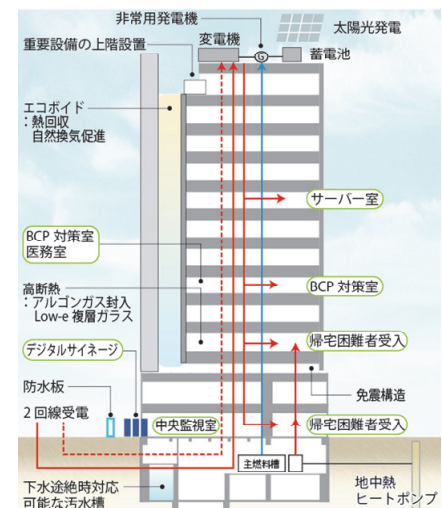 非常用発電機
太陽光発電
変電機
重要設備の上階設置
G
蓄電池
エコボイド
:熱回収
自然換気促進
サーバー室
BCP 対策室
医務室
BCP 対策室
高断熱
:アルゴンガス封入
Low-e 複層ガラス
帰宅困難者受入
デジタルサイネージ
免震構造
防水板
2 回線受電
中央監視室
帰宅困難者受入
主燃料槽
地中熱
ヒートポンプ
下水途絶時対応
可能な汚水槽